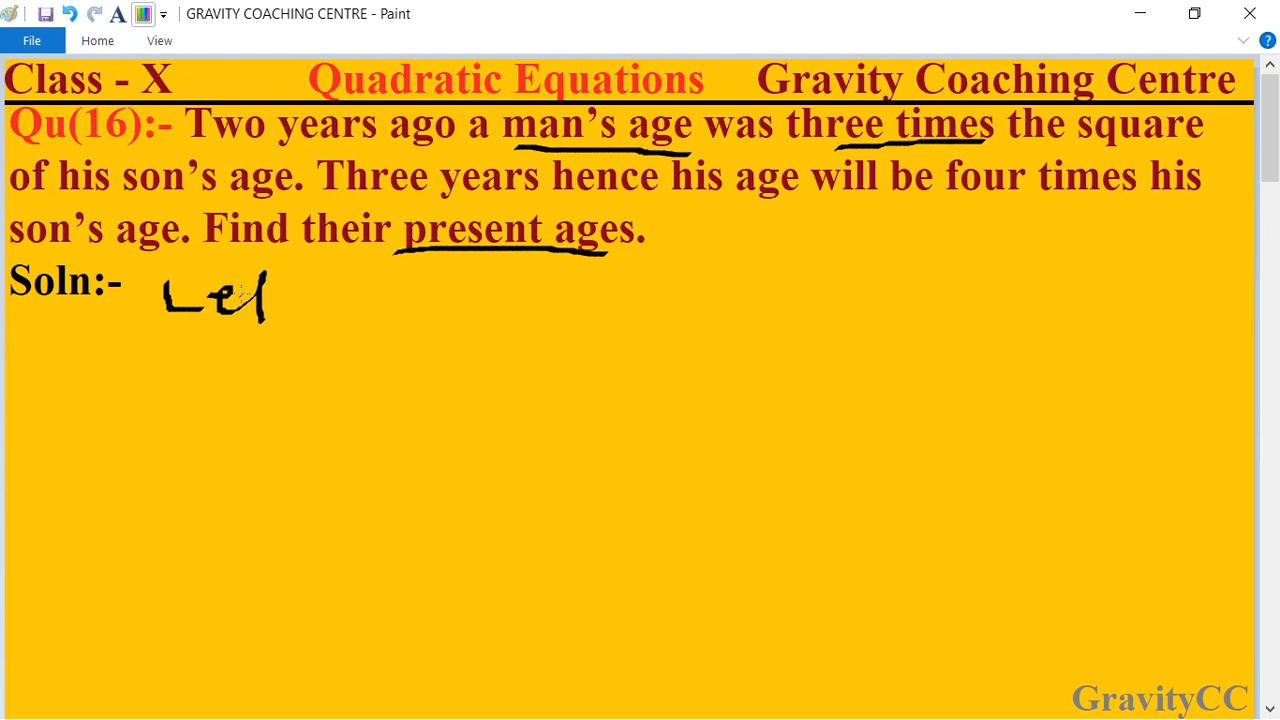 GRAVITY COACHING CENTRE - Paint
File Home View
Class - X Quadratic Equations Gravity Coaching Centre
Qu(16):- Two years ago a man's age was three times the square
of his son's age. Three years hence his age will be four times his
son's age. Find their present ages.
Soln:- Let
GravityCC